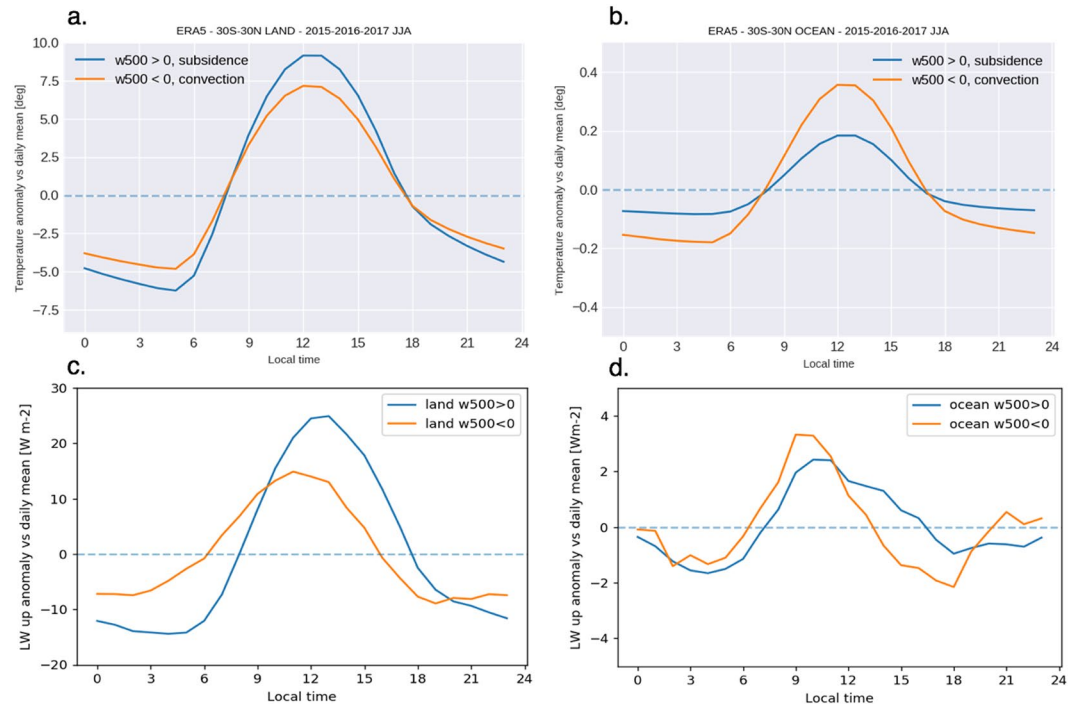 a.
ERA5 - 30S-30N LAND - 2015-2016-2017 JJA
Temperature anomaly vs daily mean [deg]
10.0
7.5
5.0
2.5
0.0
−2.5
−5.0
−7.5
w500 > 0, subsidence
w500 < 0, convection
0 3 6 9 12 15 18 21 24
Local time
b.
ERA5 - 30S-30N OCEAN - 2015-2016-2017 JJA
Temperature anomaly vs daily mean [deg]
0.4
0.2
0.0
−0.2
−0.4
w500 > 0, subsidence
w500 < 0, convection
0 3 6 9 12 15 18 21 24
Local time
c.
LW up anomaly vs daily mean [W m-2]
30
20
10
0
−10
−20
land w500>0
land w500<0
0 3 6 9 12 15 18 21 24
Local time
d.
LW up anomaly vs daily mean [Wm-2]
4
2
0
−2
−4
ocean w500>0
ocean w500<0
0 3 6 9 12 15 18 21 24
Local time